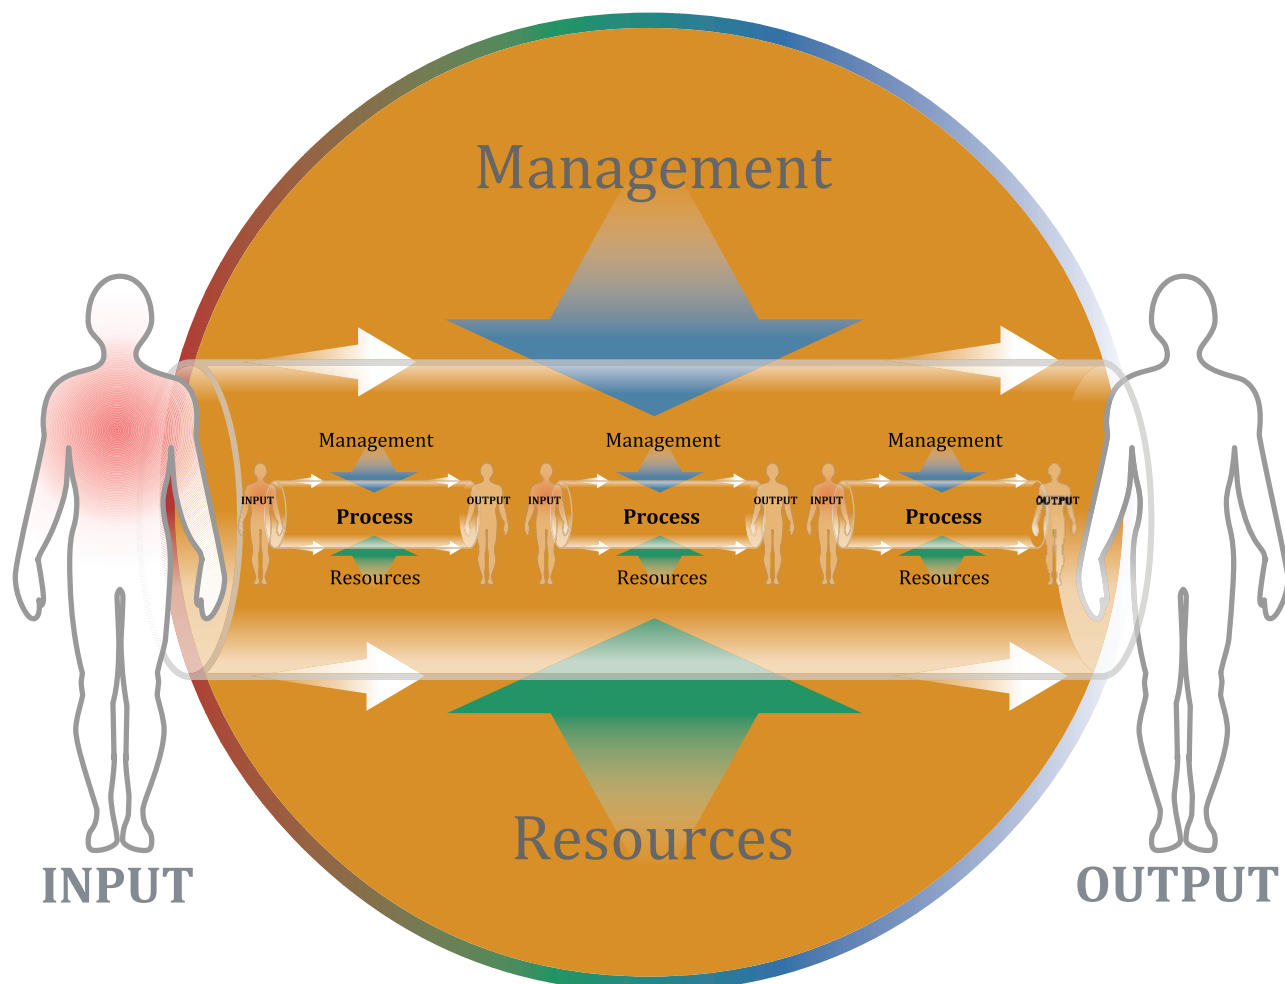 Management
Management Management Management
INPUT OUTPUT INPUT OUTPUT INPUT OUTPUT
Process Process Process
Resources Resources Resources
Resources
INPUT OUTPUT